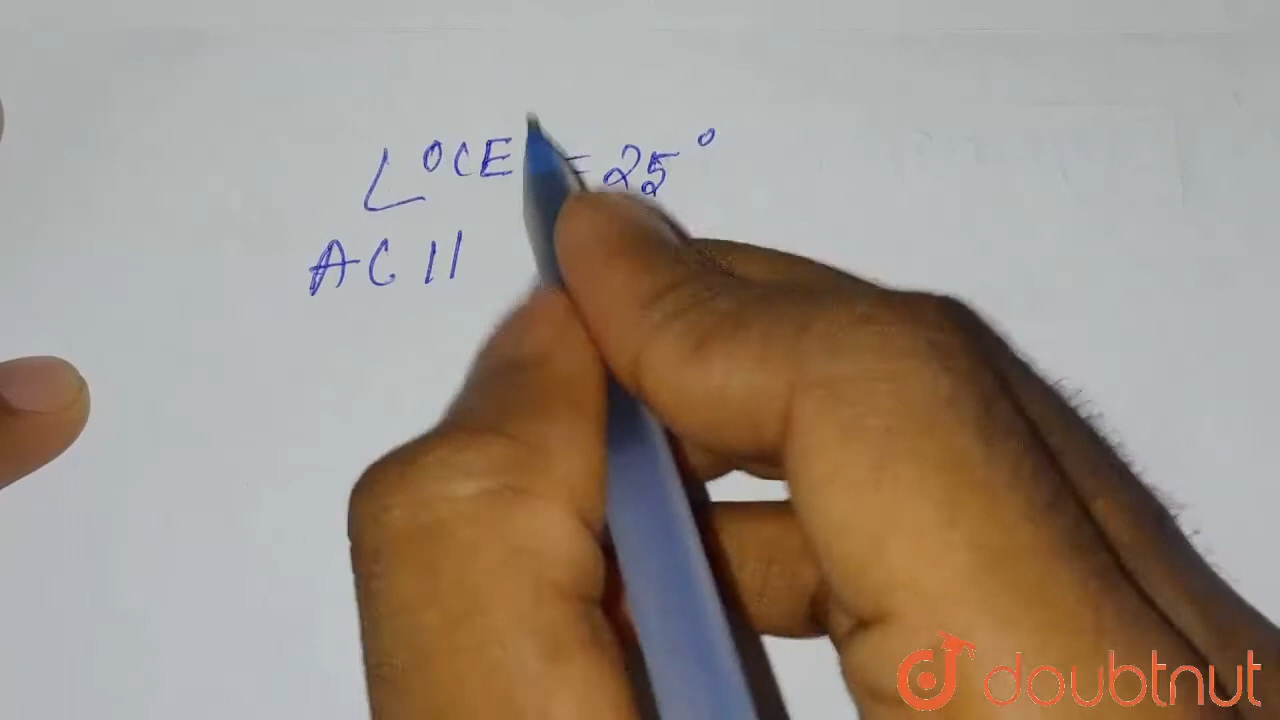 ∠OCE = 25°
AC ||
doubtnut